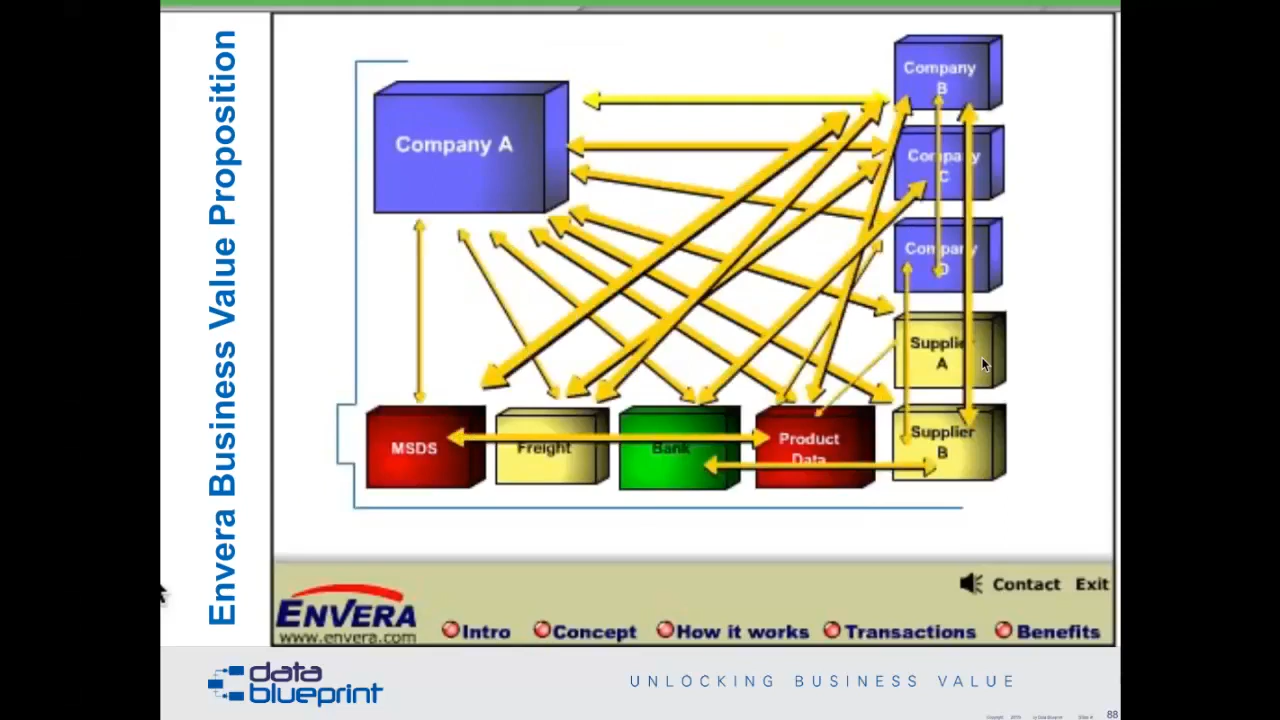 Envera Business Value Proposition
Company A
Company
B
Company
C
Company
D
Supplier
A
MSDS
Freight
Bank
Product
Data
Supplier
B
Contact Exit
ENVERA
www.envera.com
Intro Concept How it works Transactions Benefits
data
blueprint
UNLOCKING BUSINESS VALUE
88